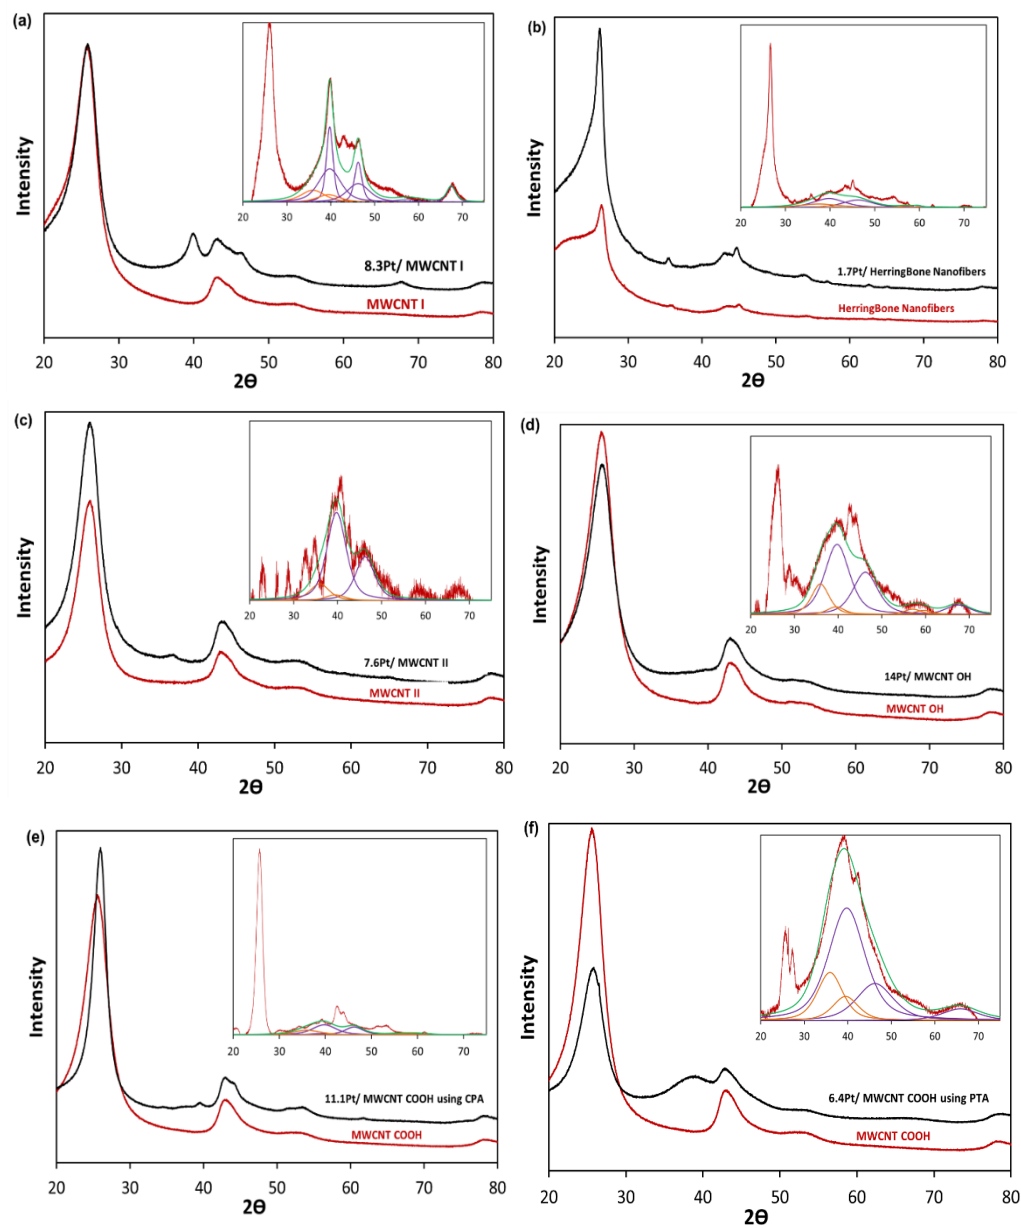 (a)
Intensity
20 30 40 50 60 70
8.3Pt/ MWCNT I
MWCNT I
20 30 40 50 60 70 80
2Ɵ
(b)
Intensity
20 30 40 50 60 70
1.7Pt/ HerringBone Nanofibers
HerringBone Nanofibers
20 30 40 50 60 70 80
2Ɵ
(c)
Intensity
20 30 40 50 60 70
7.6Pt/ MWCNT II
MWCNT II
20 30 40 50 60 70 80
2Ɵ
(d)
Intensity
20 30 40 50 60 70
14Pt/ MWCNT OH
MWCNT OH
20 30 40 50 60 70 80
2Ɵ
(e)
Intensity
20 30 40 50 60 70
11.1Pt/ MWCNT COOH using CPA
MWCNT COOH
20 30 40 50 60 70 80
2Ɵ
(f)
Intensity
20 30 40 50 60 70
6.4Pt/ MWCNT COOH using PTA
MWCNT COOH
20 30 40 50 60 70 80
2Ɵ